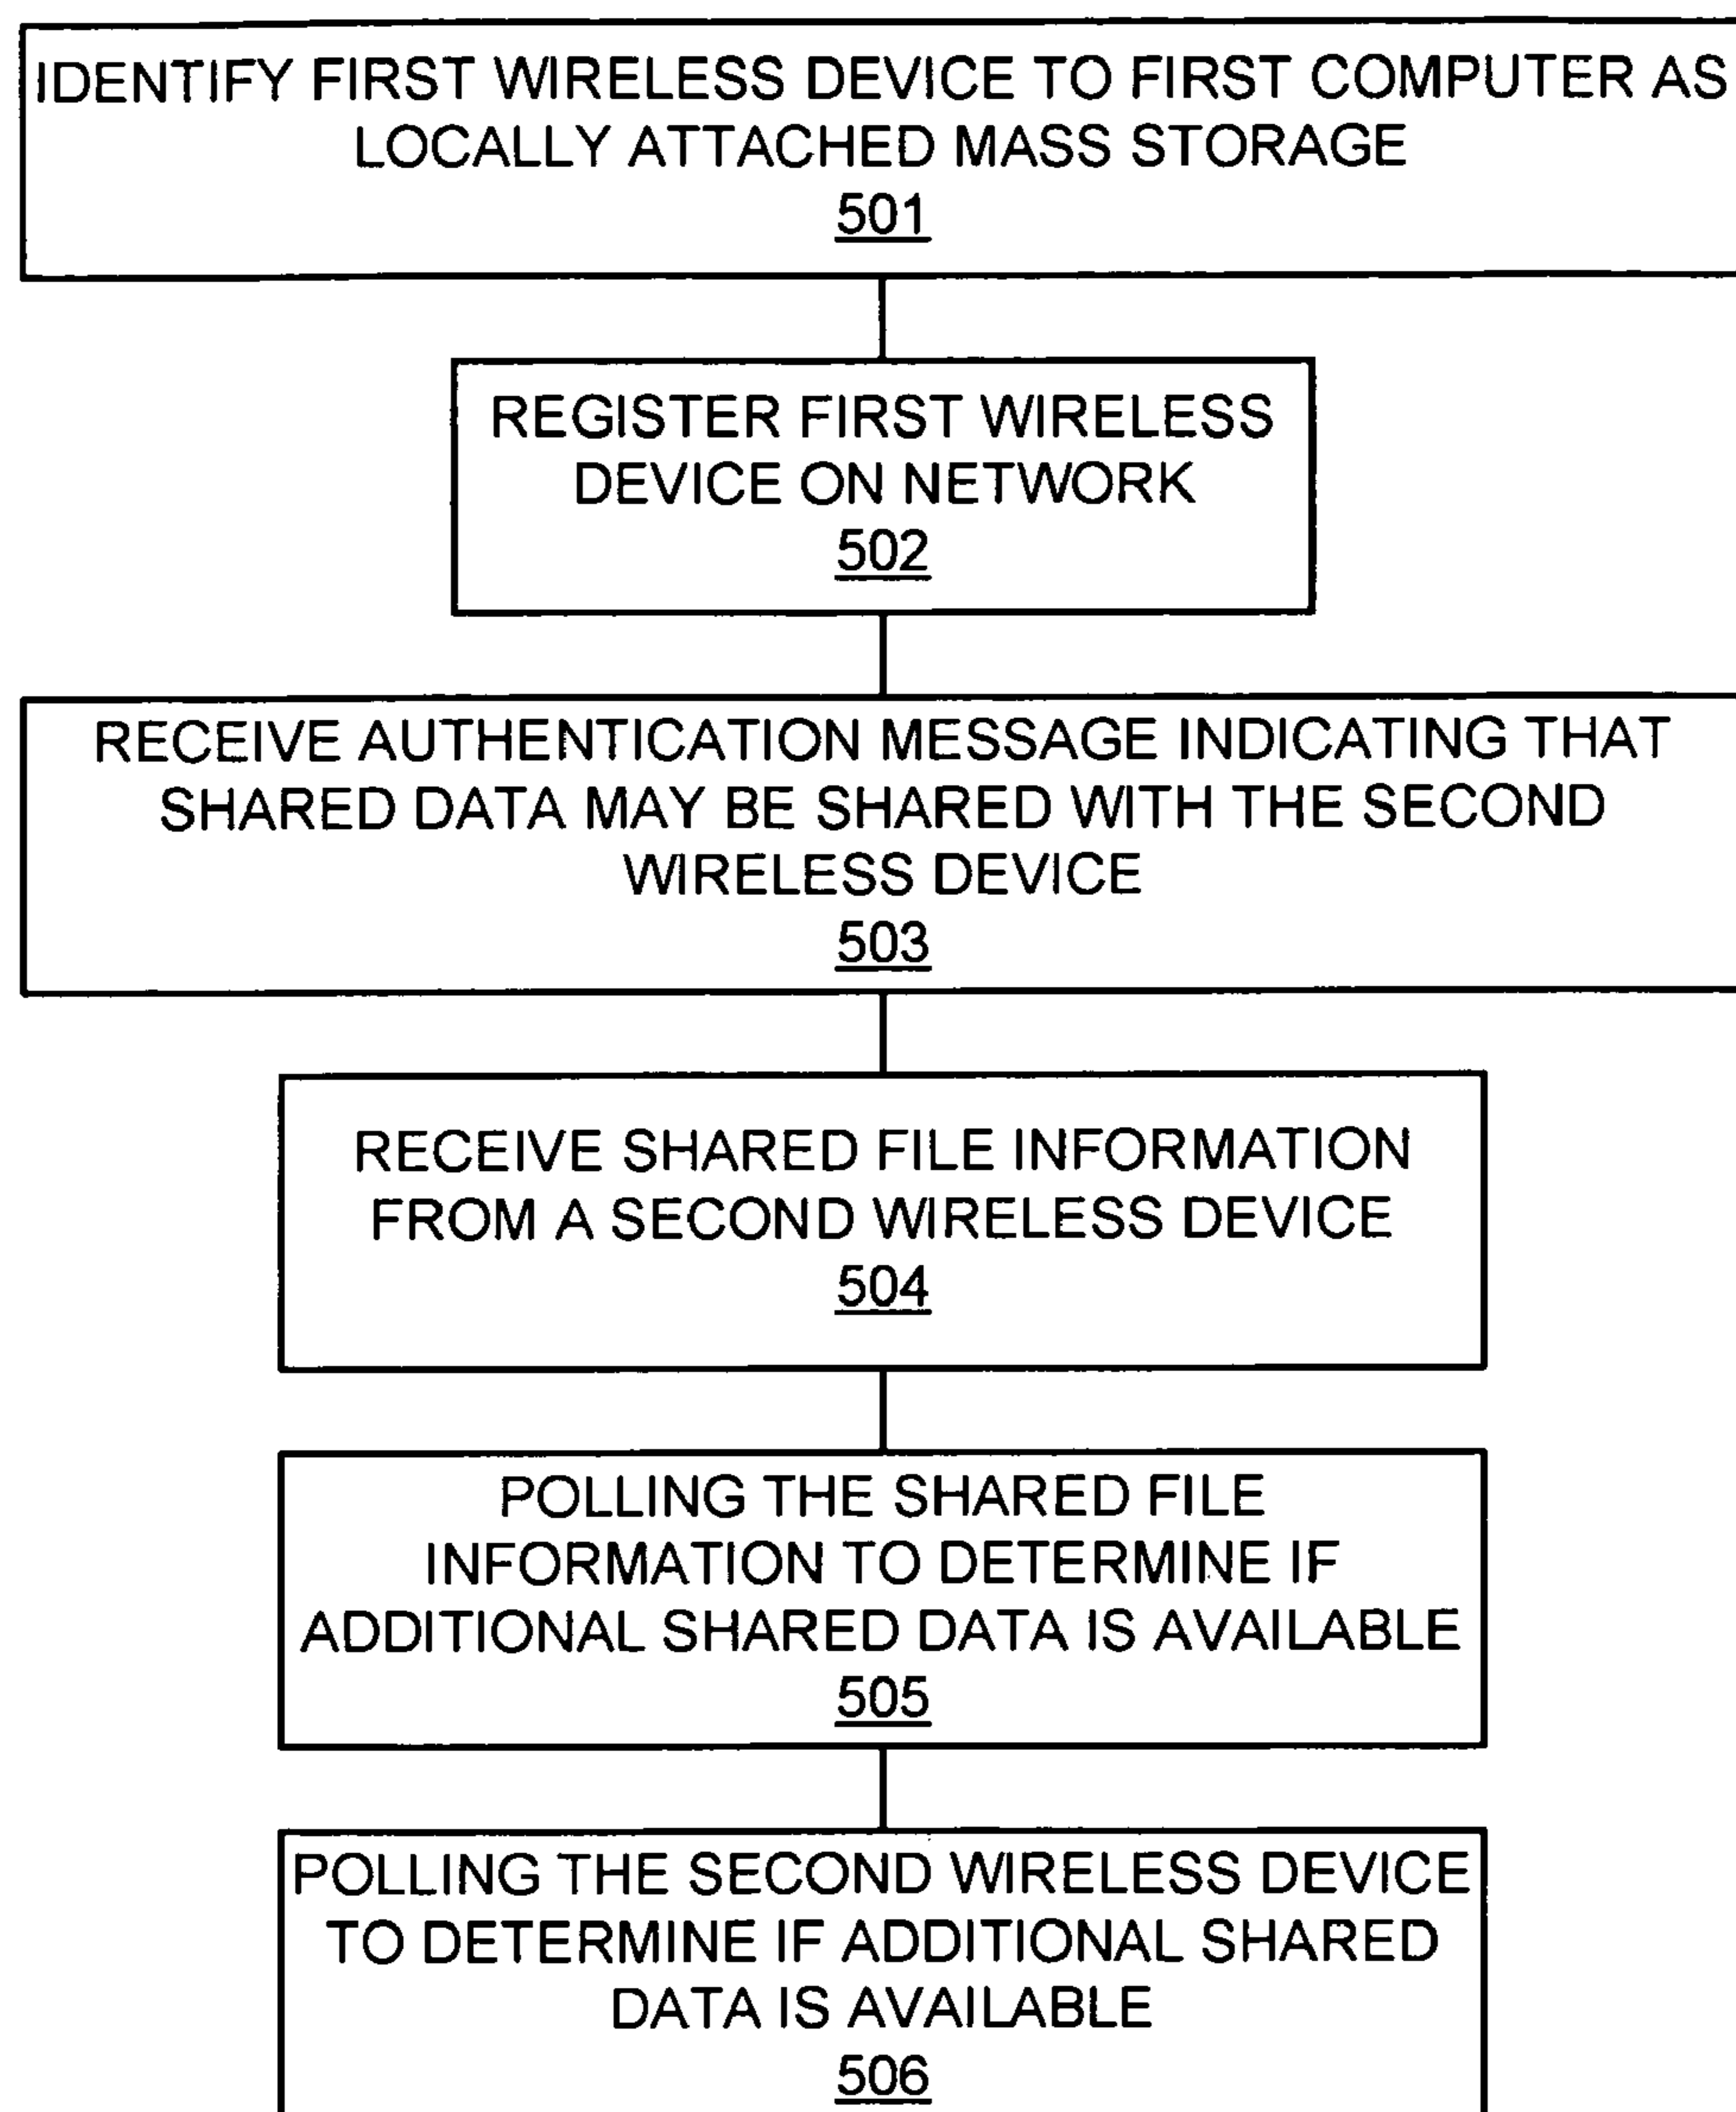 IDENTIFY FIRST WIRELESS DEVICE TO FIRST COMPUTER AS
LOCALLY ATTACHED MASS STORAGE
501
REGISTER FIRST WIRELESS
DEVICE ON NETWORK
502
RECEIVE AUTHENTICATION MESSAGE INDICATING THAT
SHARED DATA MAY BE SHARED WITH THE SECOND
WIRELESS DEVICE
503
RECEIVE SHARED FILE INFORMATION
FROM A SECOND WIRELESS DEVICE
504
POLLING THE SHARED FILE
INFORMATION TO DETERMINE IF
ADDITIONAL SHARED DATA IS AVAILABLE
505
POLLING THE SECOND WIRELESS DEVICE
TO DETERMINE IF ADDITIONAL SHARED
DATA IS AVAILABLE
506